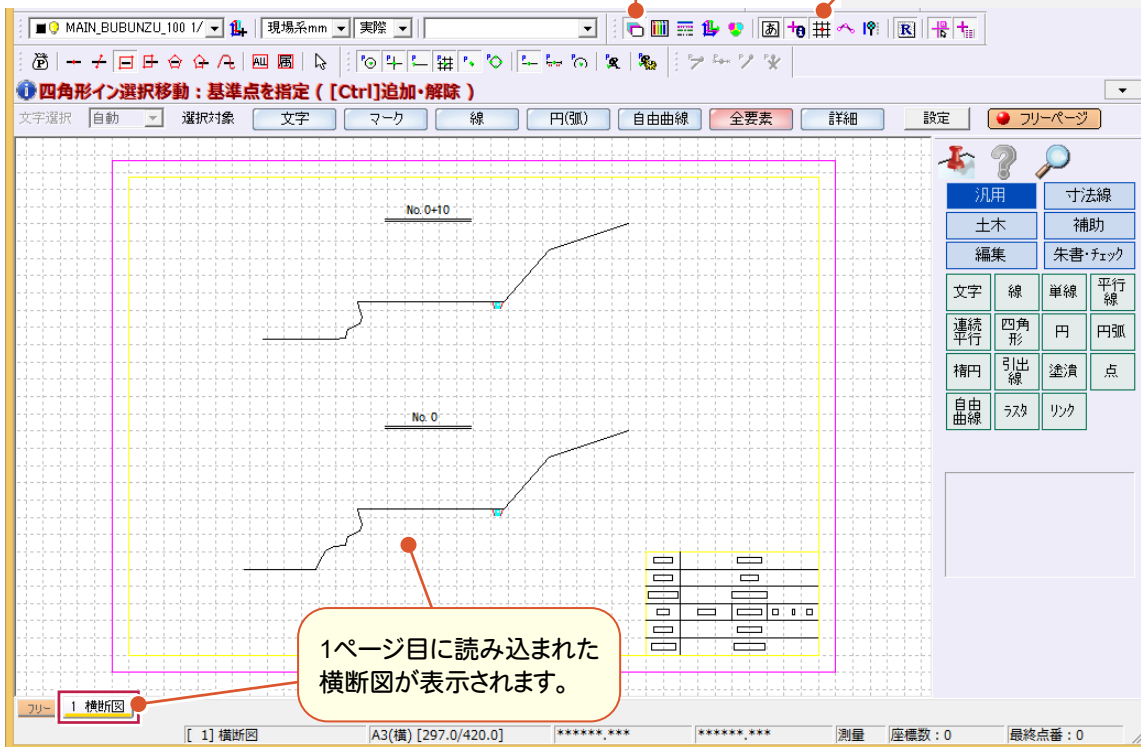 MAIN_BUBUNZU_100 1/ 現場系mm 実際 あ R
ALL 属
四角形イン選択移動：基準点を指定 ( [Ctrl]追加・解除 )
文字選択 自動 選択対象 文字 マーク 線 円(弧) 自由曲線 全要素 詳細 設定 フリーページ
汎用 寸法線
土木 補助
編集 朱書・チェック
文字 線 単線 平行線
連続平行 四角形 円 円弧
楕円 引出線 塗潰 点
自由曲線 ラスタ リンク
No. 0+10
No. 0
1ページ目に読み込まれた
横断図が表示されます。
フリー 1 横断図
[ 1] 横断図 A3(横) [297.0/420.0] ******.*** ******.*** 測量 座標数：0 最終点番：0